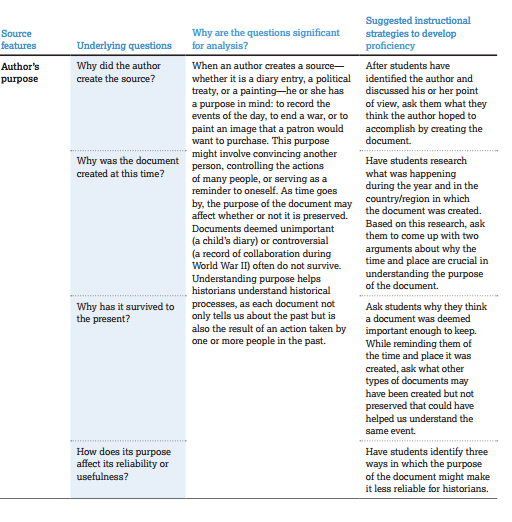 Source
features
Underlying questions
Why are the questions significant
for analysis?
Suggested instructional
strategies to develop
proficiency
Author's
purpose
Why did the author
create the source?
When an author creates a source—
whether it is a diary entry, a political
treaty, or a painting—he or she has
a purpose in mind: to record the
events of the day, to end a war, or to
paint an image that a patron would
want to purchase. This purpose
might involve convincing another
person, controlling the actions
of many people, or serving as a
reminder to oneself. As time goes
by, the purpose of the document may
affect whether or not it is preserved.
Documents deemed unimportant
(a child's diary) or controversial
(a record of collaboration during
World War II) often do not survive.
Understanding purpose helps
historians understand historical
processes, as each document not
only tells us about the past but is
also the result of an action taken by
one or more people in the past.
After students have
identified the author and
discussed his or her point
of view, ask them what they
think the author hoped to
accomplish by creating the
document.
Why was the document
created at this time?
Have students research
what was happening
during the year and in the
country/region in which
the document was created.
Based on this research, ask
them to come up with two
arguments about why the
time and place are crucial in
understanding the purpose
of the document.
Why has it survived to
the present?
Ask students why they think
a document was deemed
important enough to keep.
While reminding them of
the time and place it was
created, ask what other
types of documents may
have been created but not
preserved that could have
helped us understand the
same event.
How does its purpose
affect its reliability or
usefulness?
Have students identify three
ways in which the purpose
of the document might make
it less reliable for historians.